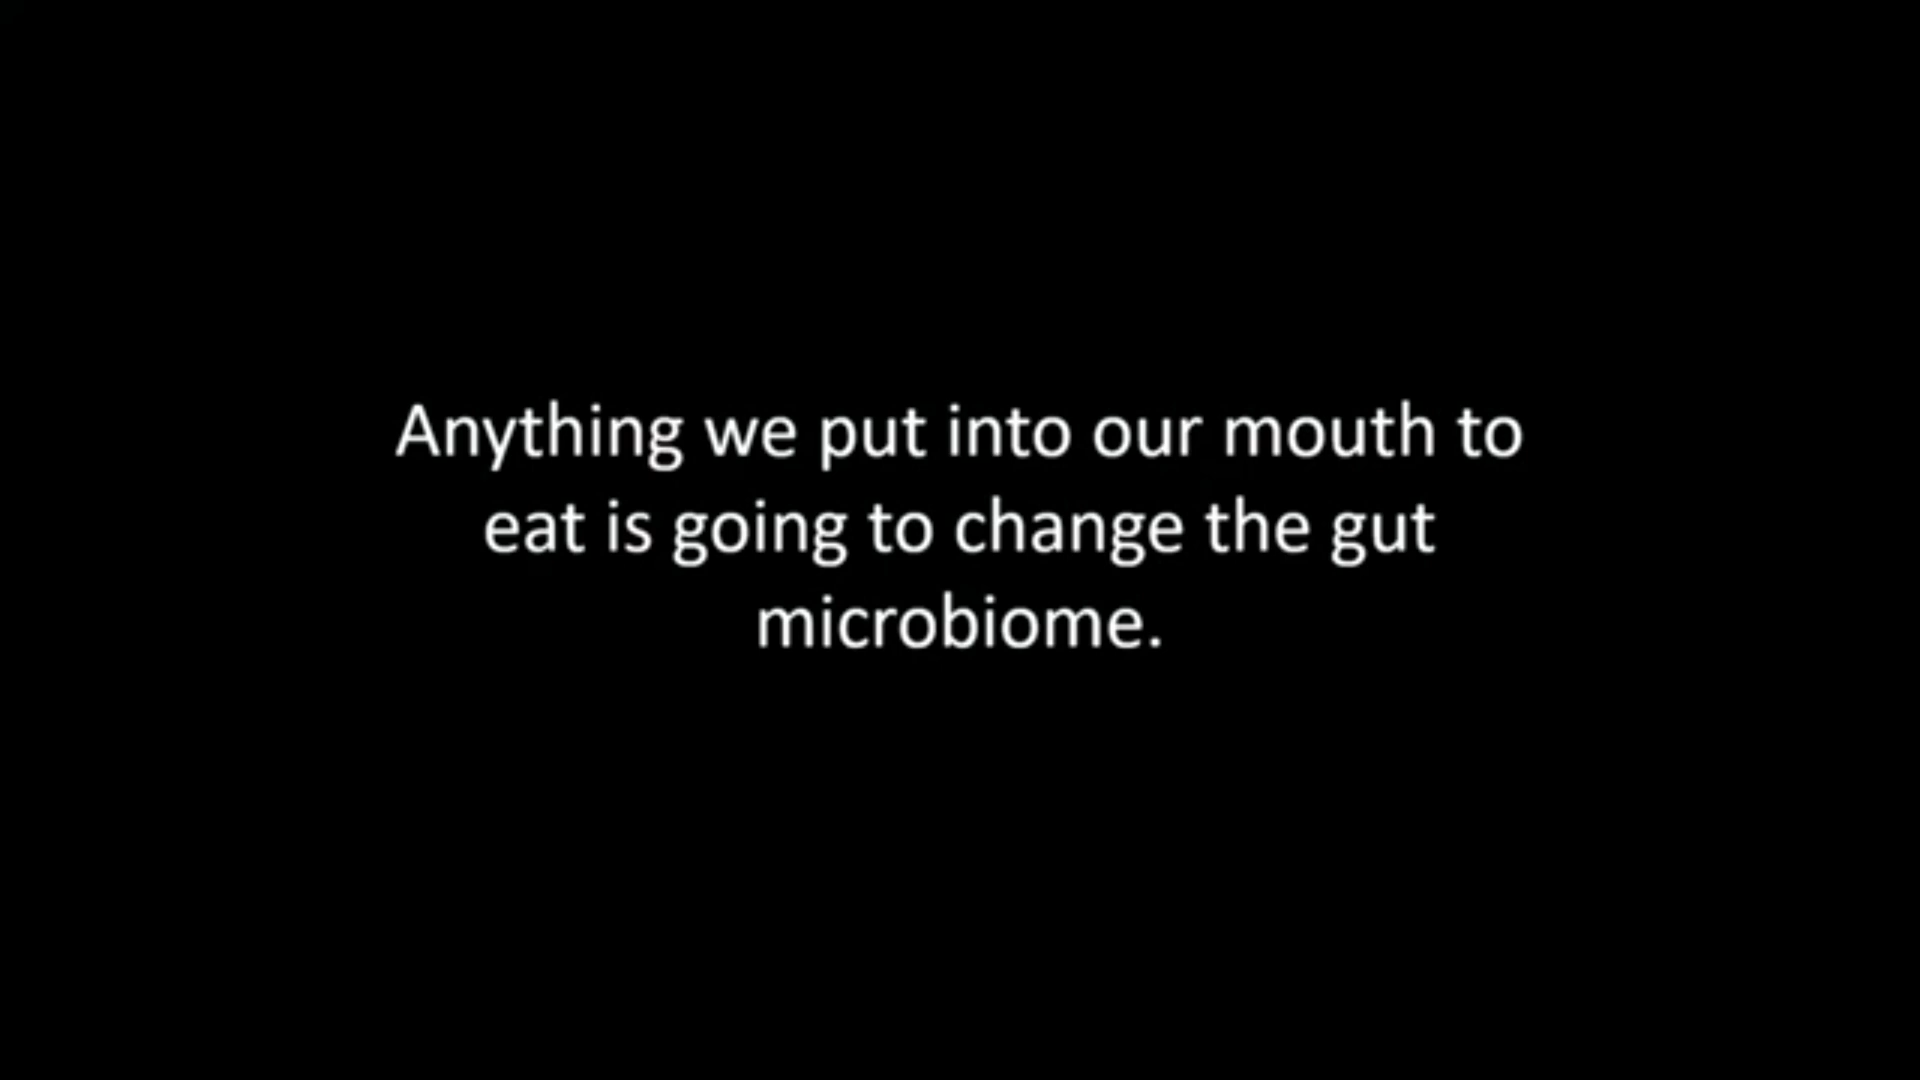 Anything we put into our mouth to
eat is going to change the gut
microbiome.